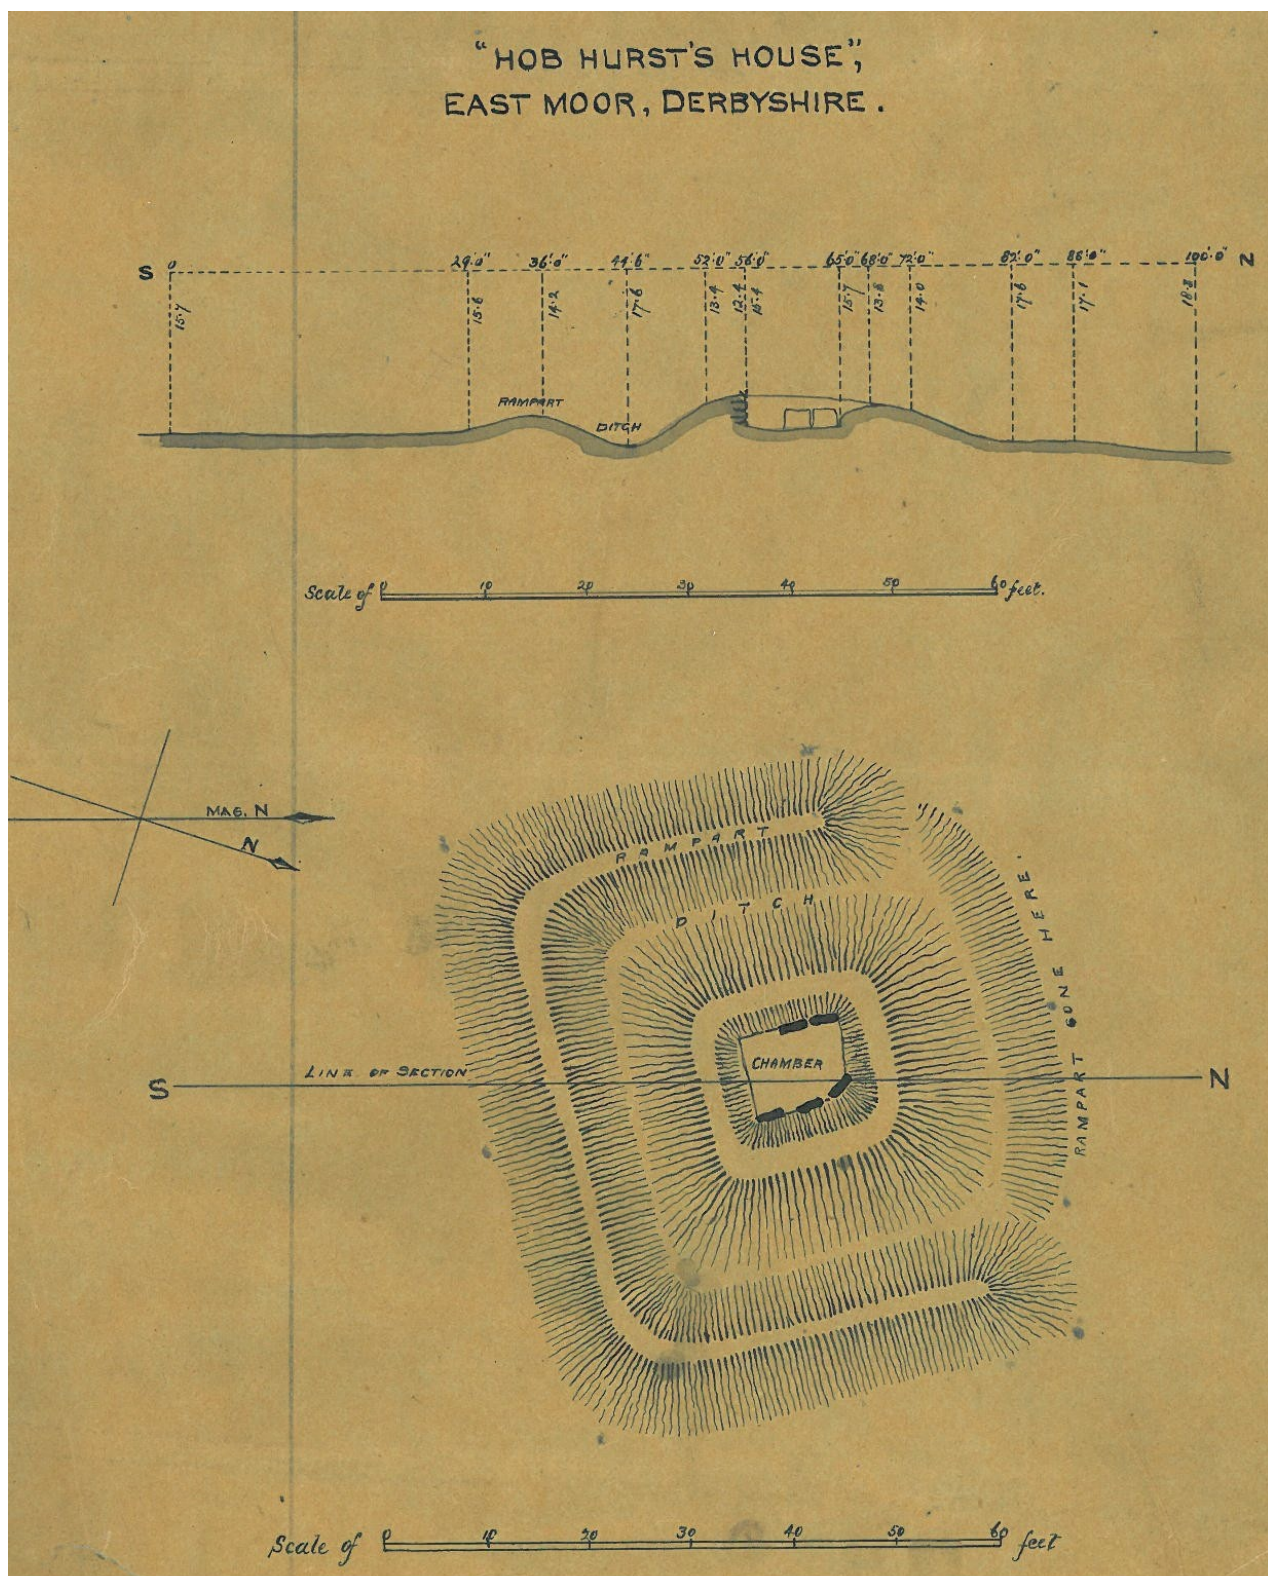 "HOB HURST'S HOUSE",
EAST MOOR, DERBYSHIRE.
S 0 29'.0" 36'.0" 44'.6" 52'.0" 56'.0" 65'.0" 68'.0" 72'.0" 82'.0" 88'.0" 100'.0" N
15.7 15.6 14.2 17.6 13.4 12.4 15.4 15.7 13.8 14.0 17.6 17.1 18.8
RAMPART
DITCH
Scale of 0 10 20 30 40 50 60 feet.
MAG. N
N
RAMPART
DITCH
RAMPART GONE HERE.
CHAMBER
S LINE OF SECTION N
Scale of 0 10 20 30 40 50 60 feet